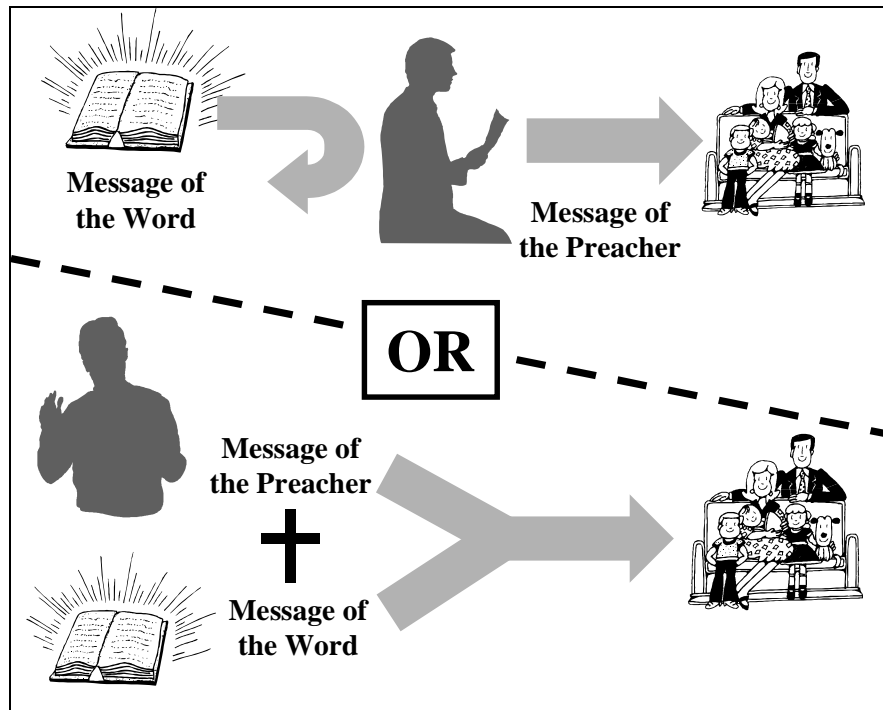 Message of
the Word
Message of
the Preacher
OR
Message of
the Preacher
Message of
the Word